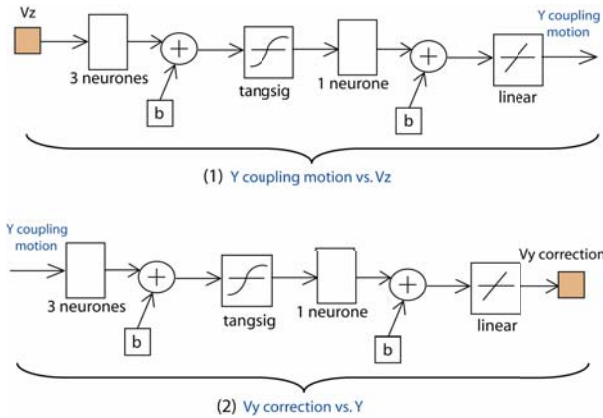 Vz
Y coupling
motion
3 neurones
tangsig
1 neurone
linear
b
b
(1) Y coupling motion vs. Vz
Y coupling
motion
Vy correction
3 neurones
tangsig
1 neurone
linear
b
b
(2) Vy correction vs. Y